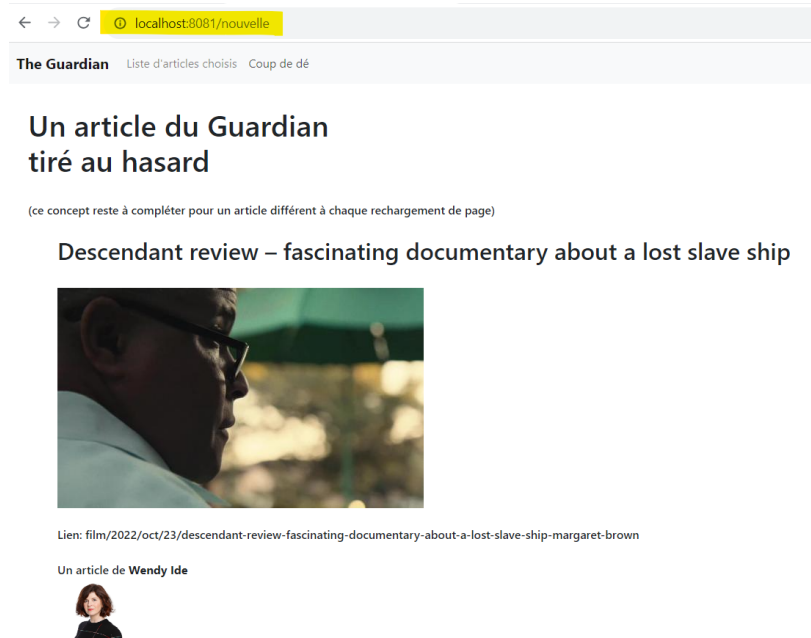 localhost:8081/nouvelle
The Guardian Liste d'articles choisis Coup de dé
Un article du Guardian
tiré au hasard
(ce concept reste à compléter pour un article différent à chaque rechargement de page)
Descendant review – fascinating documentary about a lost slave ship
Lien: film/2022/oct/23/descendant-review-fascinating-documentary-about-a-lost-slave-ship-margaret-brown
Un article de Wendy Ide